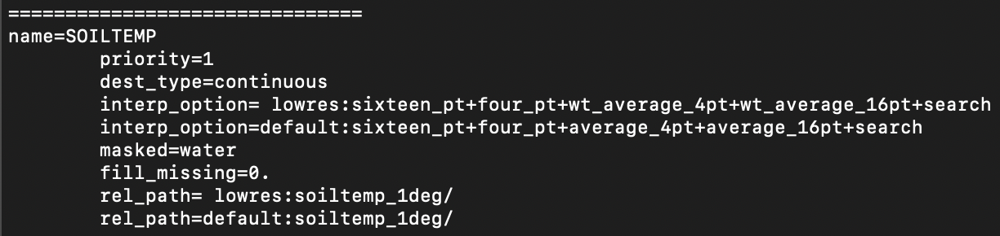 ===============================
name=SOILTEMP
        priority=1
        dest_type=continuous
        interp_option= lowres:sixteen_pt+four_pt+wt_average_4pt+wt_average_16pt+search
        interp_option=default:sixteen_pt+four_pt+average_4pt+average_16pt+search
        masked=water
        fill_missing=0.
        rel_path= lowres:soiltemp_1deg/
        rel_path=default:soiltemp_1deg/